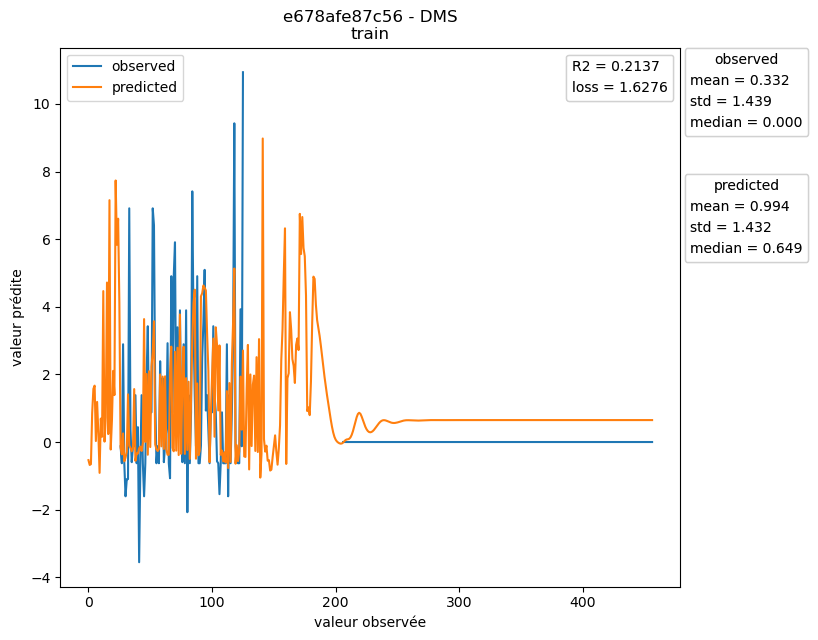 e678afe87c56 - DMS
train
observed
predicted
R2 = 0.2137
loss = 1.6276
observed
mean = 0.332
std = 1.439
median = 0.000
predicted
mean = 0.994
std = 1.432
median = 0.649
valeur prédite
10
8
6
4
2
0
−2
−4
0
100
200
300
400
valeur observée